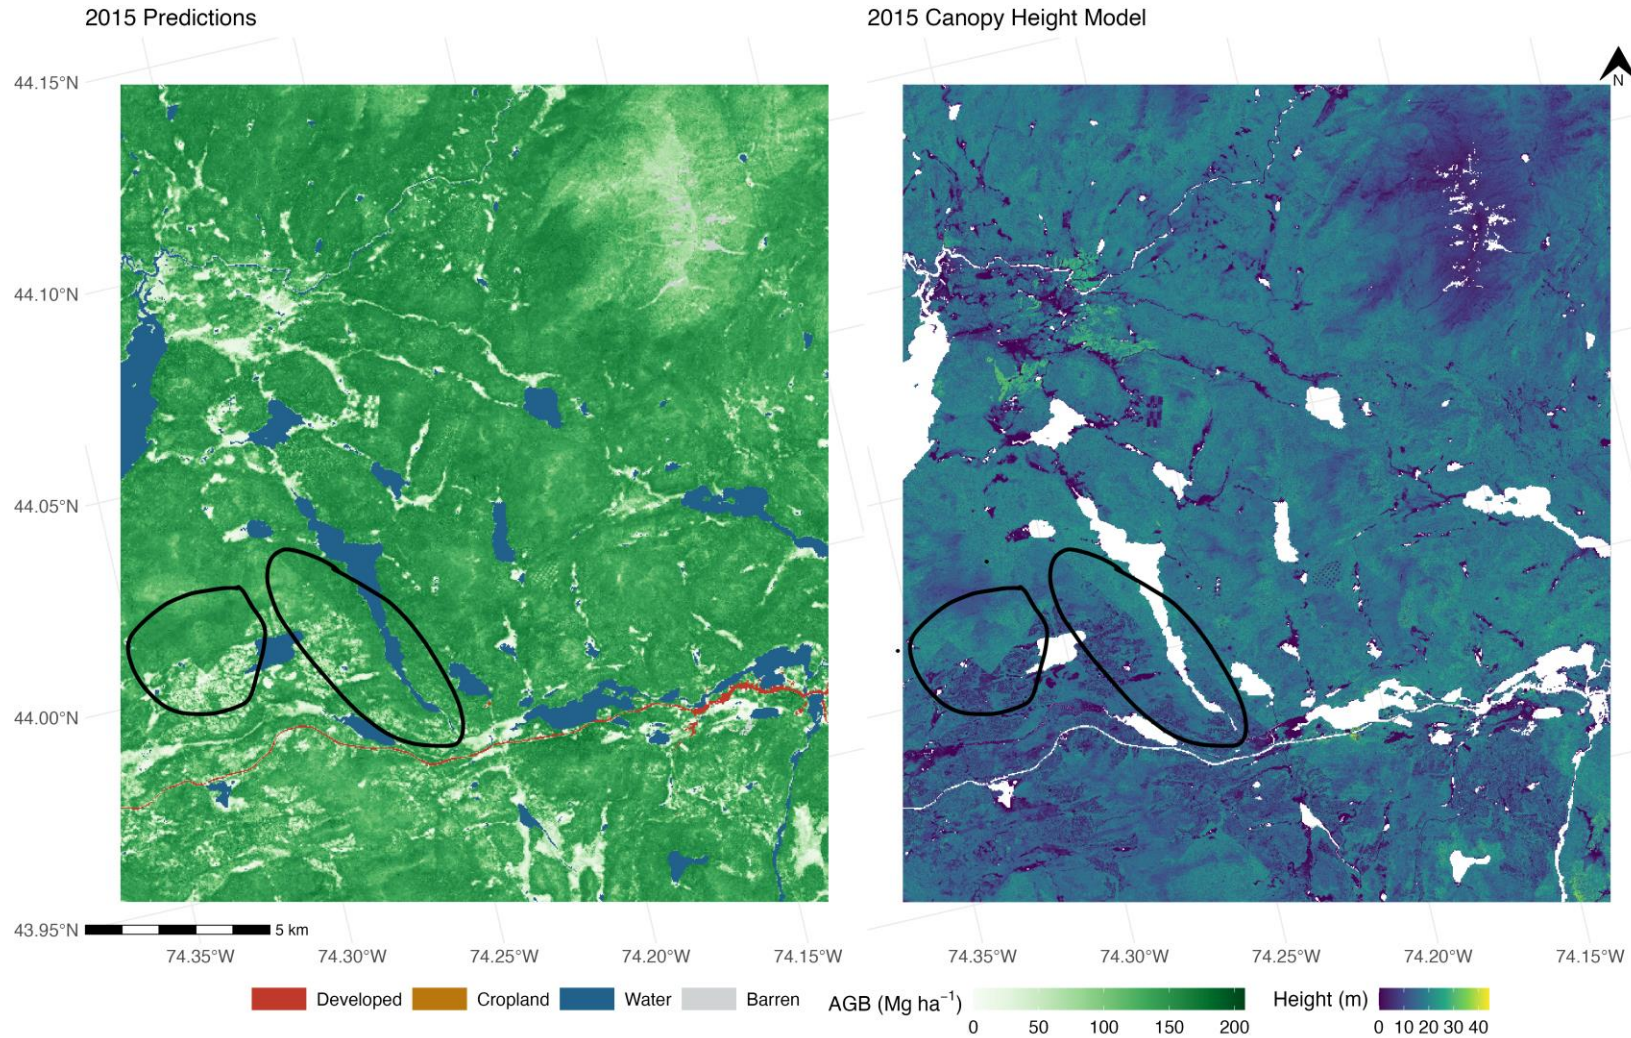 2015 Predictions
2015 Canopy Height Model
N
44.15°N
44.10°N
44.05°N
44.00°N
43.95°N
5 km
74.35°W 74.30°W 74.25°W 74.20°W 74.15°W
74.35°W 74.30°W 74.25°W 74.20°W 74.15°W
Developed Cropland Water Barren AGB (Mg ha⁻¹) Height (m)
0 50 100 150 200 0 10 20 30 40